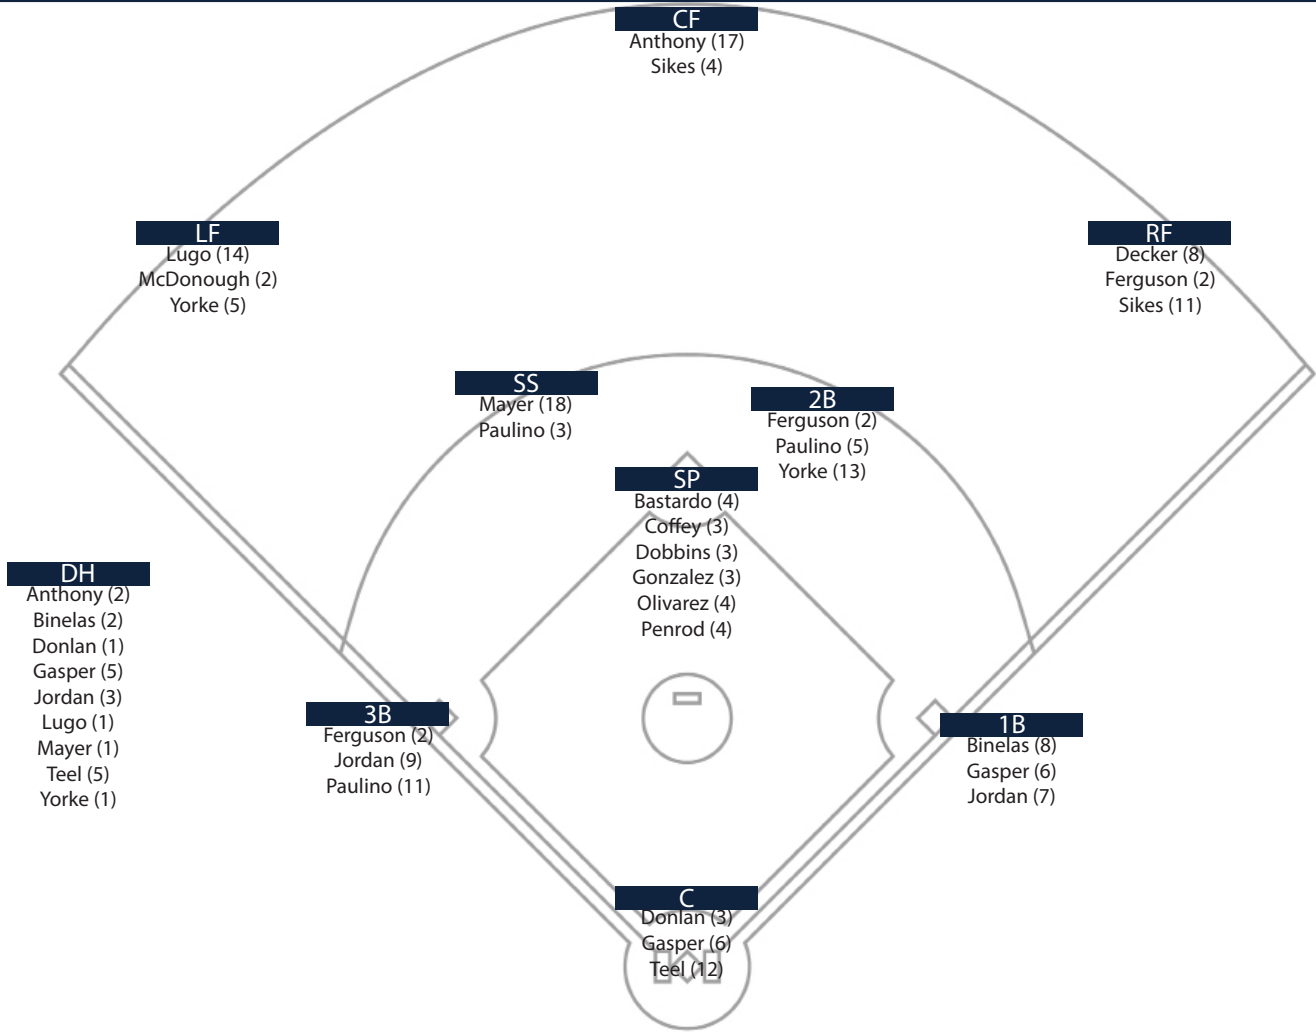 CF
Anthony (17)
Sikes (4)
LF
Lugo (14)
McDonough (2)
Yorke (5)
RF
Decker (8)
Ferguson (2)
Sikes (11)
SS
Mayer (18)
Paulino (3)
2B
Ferguson (2)
Paulino (5)
Yorke (13)
SP
Bastardo (4)
Coffey (3)
Dobbins (3)
Gonzalez (3)
Olivarez (4)
Penrod (4)
DH
Anthony (2)
Binelas (2)
Donlan (1)
Gasper (5)
Jordan (3)
Lugo (1)
Mayer (1)
Teel (5)
Yorke (1)
3B
Ferguson (2)
Jordan (9)
Paulino (11)
1B
Binelas (8)
Gasper (6)
Jordan (7)
C
Donlan (3)
Gasper (6)
Teel (12)